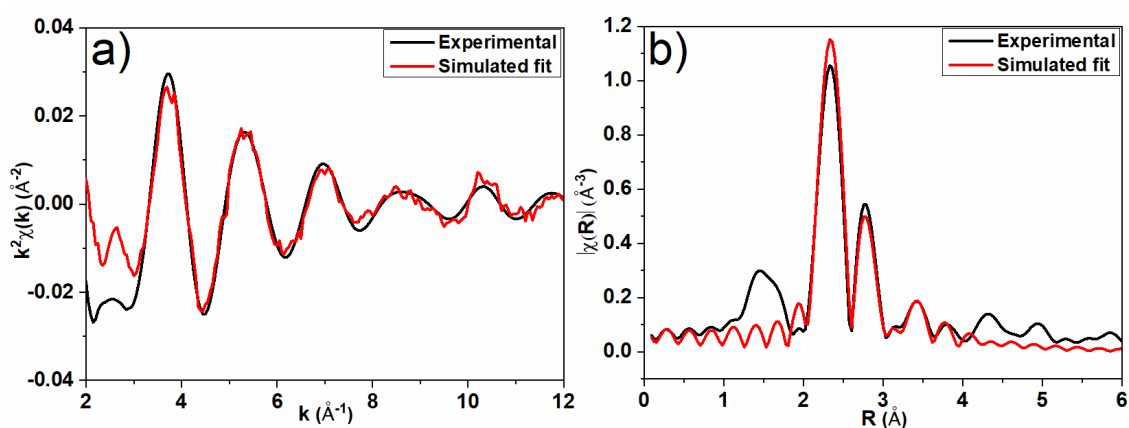 a)
Experimental
Simulated fit
0.04
0.02
0.00
-0.02
-0.04
k²χ(k) (Å⁻²)
2 4 6 8 10 12
k (Å⁻¹)
b)
Experimental
Simulated fit
1.2
1.0
0.8
0.6
0.4
0.2
0.0
|χ(R)| (Å⁻³)
0 1 2 3 4 5 6
R (Å)